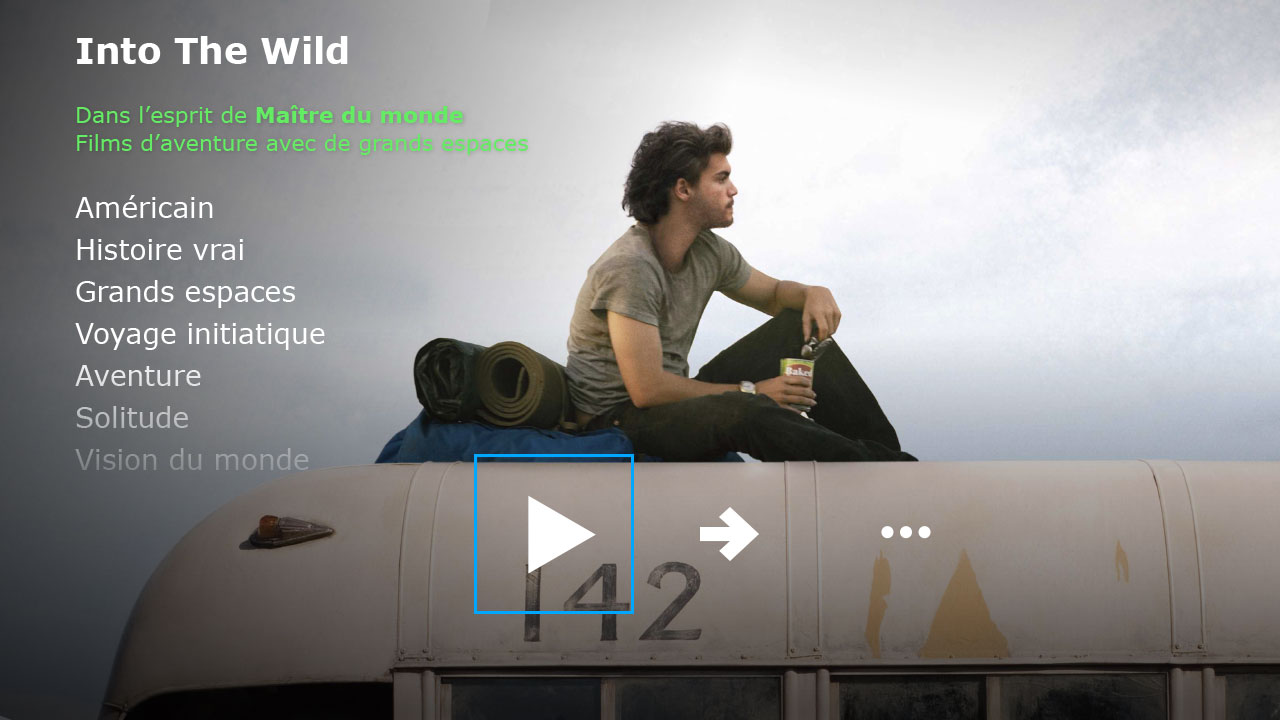 Into The Wild
Dans l’esprit de Maître du monde
Films d’aventure avec de grands espaces
Américain
Histoire vrai
Grands espaces
Voyage initiatique
Aventure
Solitude
Vision du monde
Baked
142